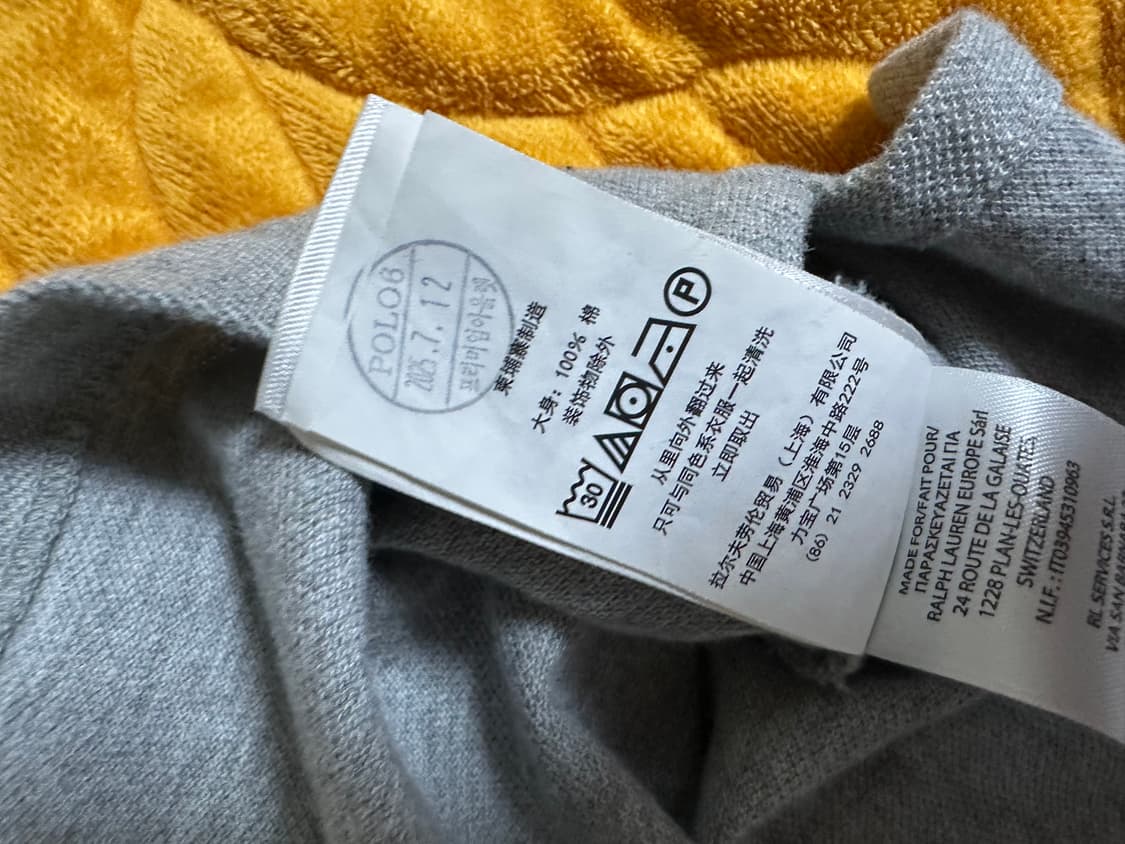 POLO6
2025.7.12
프리미엄아울렛
柬埔寨制造
大身: 100% 棉
装饰物除外
30
P
从里向外翻过来
只可与同色系衣服一起清洗
立即取出
拉尔夫劳伦贸易（上海）有限公司
中国上海黄浦区淮海中路222号
力宝广场第15层
(86) 21 2329 2688
MADE FOR/FAIT POUR/
ΠΑΡΑΣΚΕΥΑΖΕΤΑΙ ΓΙΑ
RALPH LAUREN EUROPE Sàrl
24 ROUTE DE LA GALAISE
1228 PLAN-LES-OUATES,
SWITZERLAND
N.I.F. : IT03945310963
RL SERVICES S.R.L.
VIA SAN